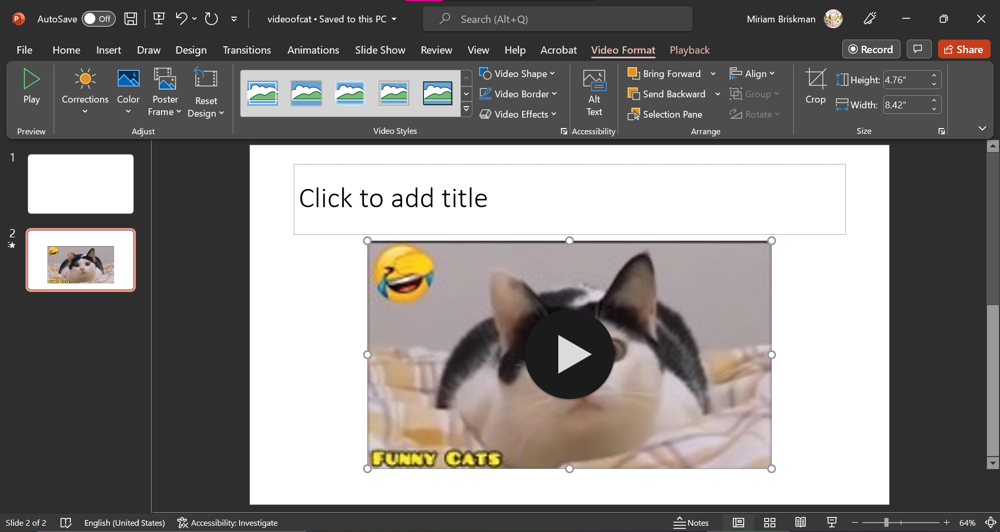 AutoSave Off videoofcat • Saved to this PC Search (Alt+Q) Miriam Briskman
File Home Insert Draw Design Transitions Animations Slide Show Review View Help Acrobat Video Format Playback Record Share
Play
Preview
Corrections
Color
Poster
Frame
Reset
Design
Adjust
Video Styles
Video Shape
Video Border
Video Effects
Alt
Text
Accessibility
Bring Forward
Send Backward
Selection Pane
Align
Group
Rotate
Arrange
Crop
Height: 4.76"
Width: 8.42"
Size
1
2
FUNNY CATS
Click to add title
FUNNY CATS
Slide 2 of 2 English (United States) Accessibility: Investigate Notes 64%